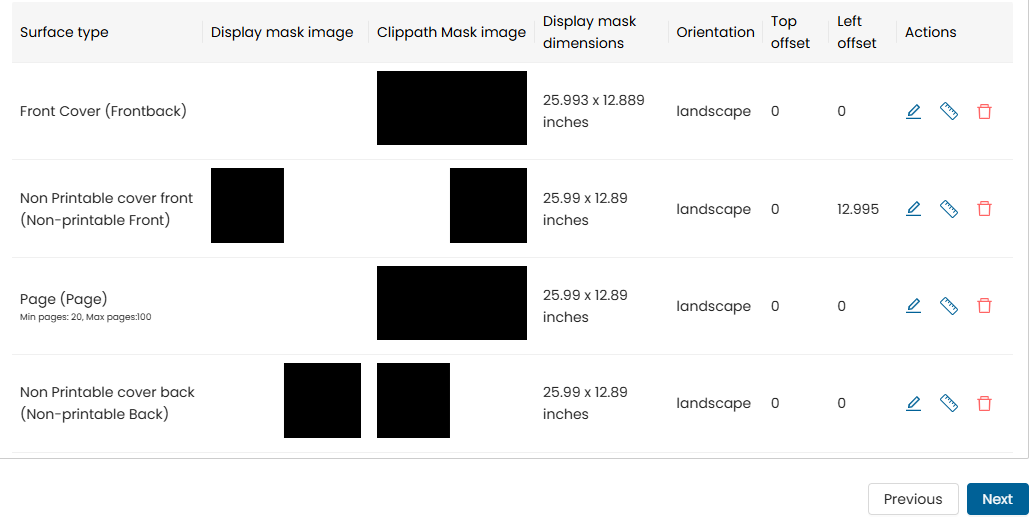 Surface type
Display mask image
Clippath Mask image
Display mask
dimensions
Orientation
Top
offset
Left
offset
Actions
Front Cover (Frontback)
25.993 x 12.889
inches
landscape
0
0
Non Printable cover front
(Non-printable Front)
25.99 x 12.89
inches
landscape
0
12.995
Page (Page)
Min pages: 20, Max pages:100
25.99 x 12.89
inches
landscape
0
0
Non Printable cover back
(Non-printable Back)
25.99 x 12.89
inches
landscape
0
0
Previous
Next